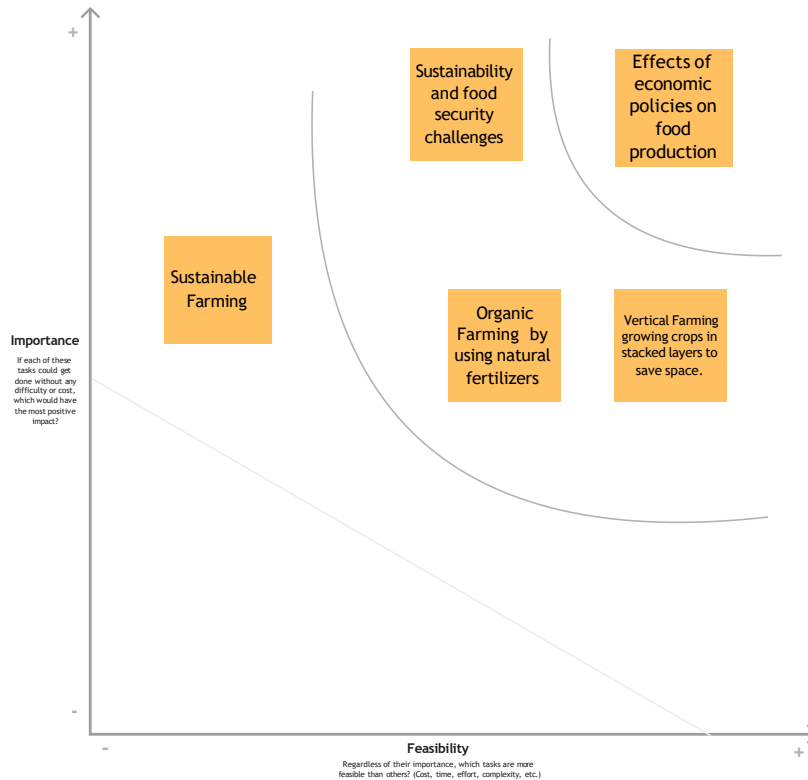 +
Sustainability
and food
security
challenges
Effects of
economic
policies on
food
production
Sustainable
Farming
Organic
Farming by
using natural
fertilizers
Vertical Farming
growing crops in
stacked layers to
save space.
Importance
If each of these
tasks could get
done without any
difficulty or cost,
which would have
the most positive
impact?
-
-
Feasibility
+
Regardless of their importance, which tasks are more
feasible than others? (Cost, time, effort, complexity, etc.)